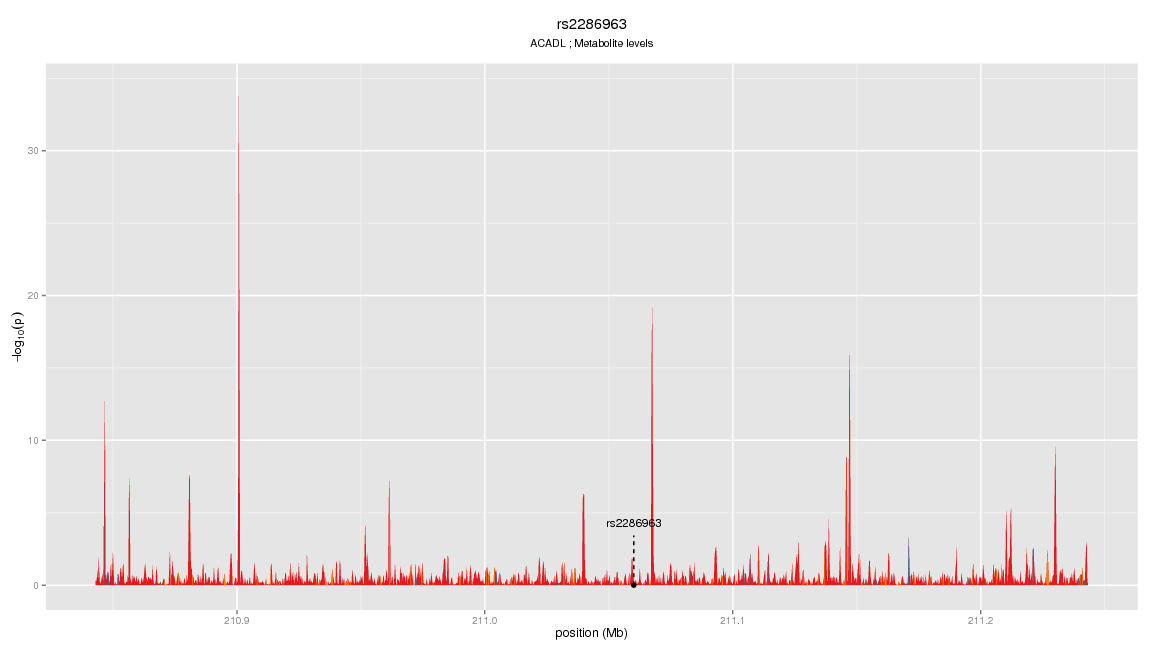 rs2286963
ACADL ; Metabolite levels
−log10(p)
30
20
10
0
rs2286963
210.9
211.0
211.1
211.2
position (Mb)